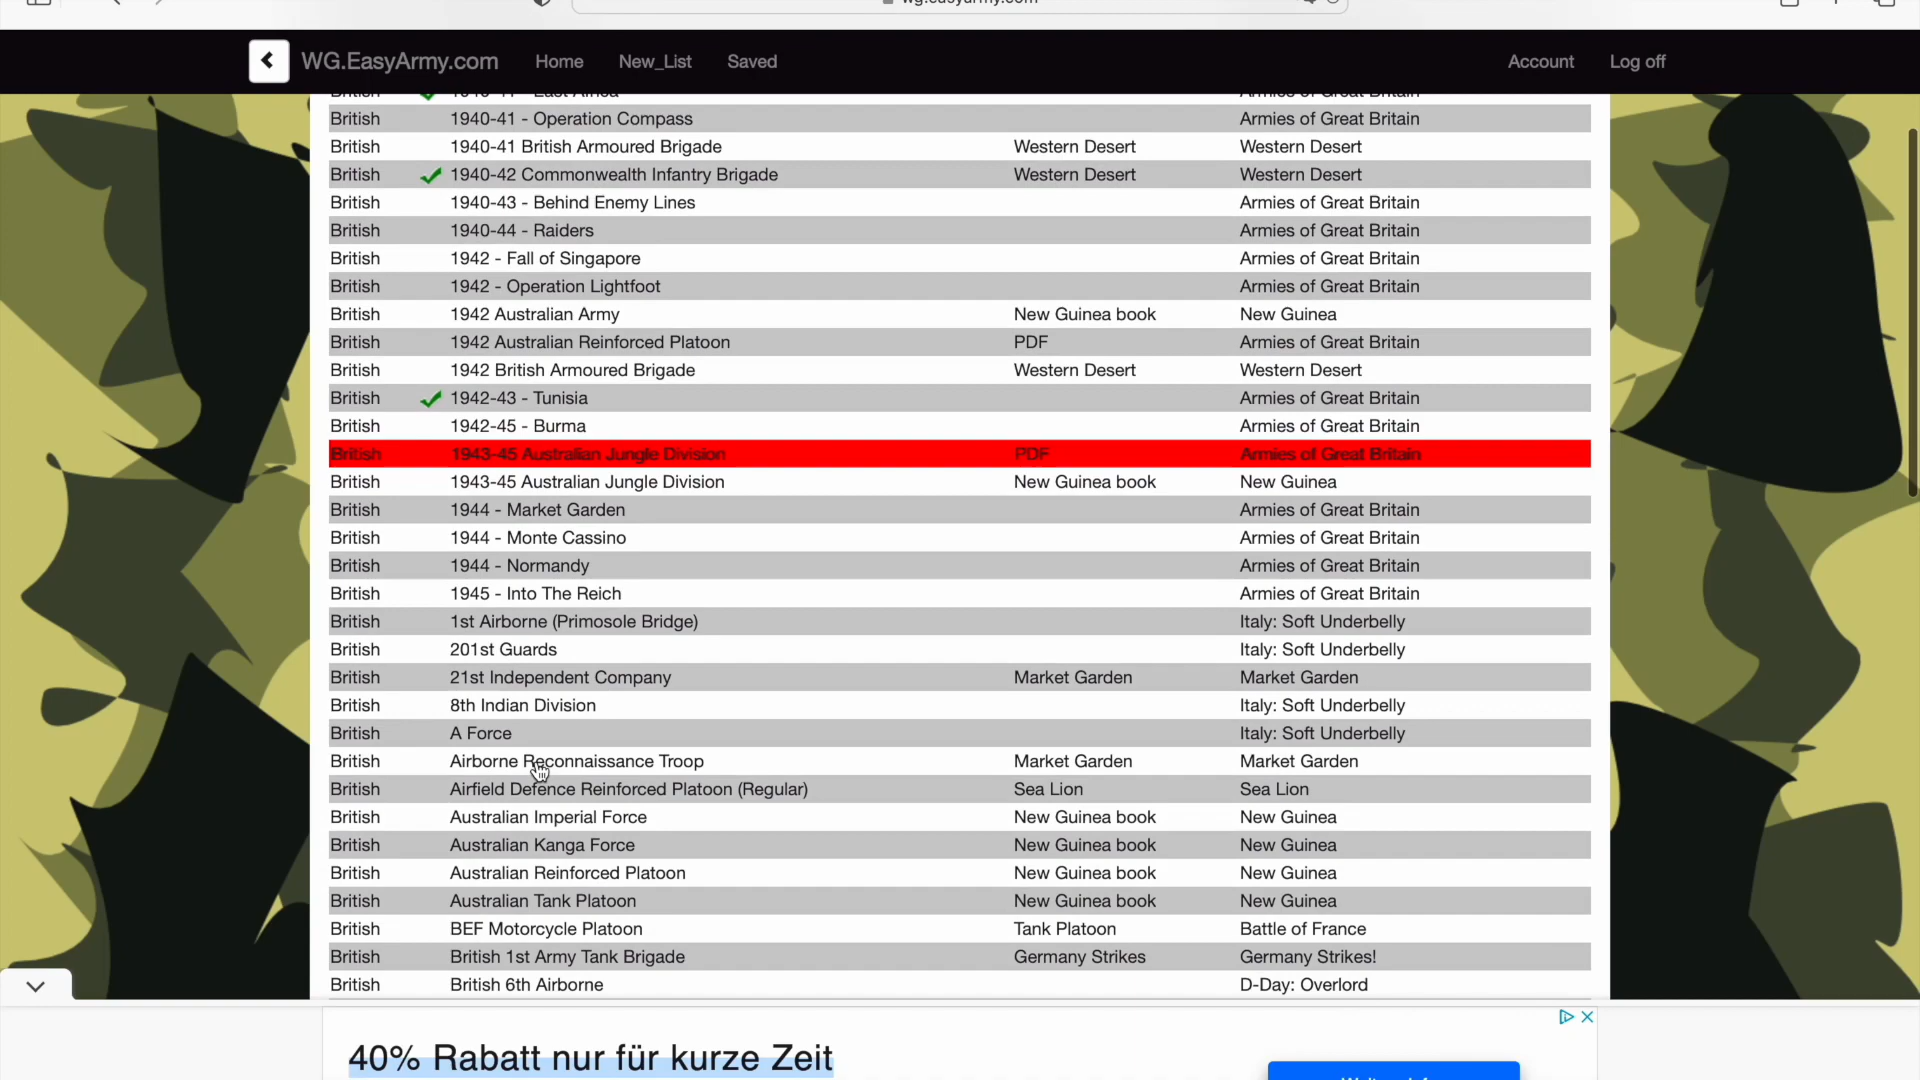 wg.easyarmy.com
WG.EasyArmy.com Home New_List Saved Account Log off
British 1940-41 - East Africa Armies of Great Britain
British 1940-41 - Operation Compass Armies of Great Britain
British 1940-41 British Armoured Brigade Western Desert Western Desert
British 1940-42 Commonwealth Infantry Brigade Western Desert Western Desert
British 1940-43 - Behind Enemy Lines Armies of Great Britain
British 1940-44 - Raiders Armies of Great Britain
British 1942 - Fall of Singapore Armies of Great Britain
British 1942 - Operation Lightfoot Armies of Great Britain
British 1942 Australian Army New Guinea book New Guinea
British 1942 Australian Reinforced Platoon PDF Armies of Great Britain
British 1942 British Armoured Brigade Western Desert Western Desert
British 1942-43 - Tunisia Armies of Great Britain
British 1942-45 - Burma Armies of Great Britain
British 1943-45 Australian Jungle Division PDF Armies of Great Britain
British 1943-45 Australian Jungle Division New Guinea book New Guinea
British 1944 - Market Garden Armies of Great Britain
British 1944 - Monte Cassino Armies of Great Britain
British 1944 - Normandy Armies of Great Britain
British 1945 - Into The Reich Armies of Great Britain
British 1st Airborne (Primosole Bridge) Italy: Soft Underbelly
British 201st Guards Italy: Soft Underbelly
British 21st Independent Company Market Garden Market Garden
British 8th Indian Division Italy: Soft Underbelly
British A Force Italy: Soft Underbelly
British Airborne Reconnaissance Troop Market Garden Market Garden
British Airfield Defence Reinforced Platoon (Regular) Sea Lion Sea Lion
British Australian Imperial Force New Guinea book New Guinea
British Australian Kanga Force New Guinea book New Guinea
British Australian Reinforced Platoon New Guinea book New Guinea
British Australian Tank Platoon New Guinea book New Guinea
British BEF Motorcycle Platoon Tank Platoon Battle of France
British British 1st Army Tank Brigade Germany Strikes Germany Strikes!
British British 6th Airborne D-Day: Overlord
40% Rabatt nur für kurze Zeit